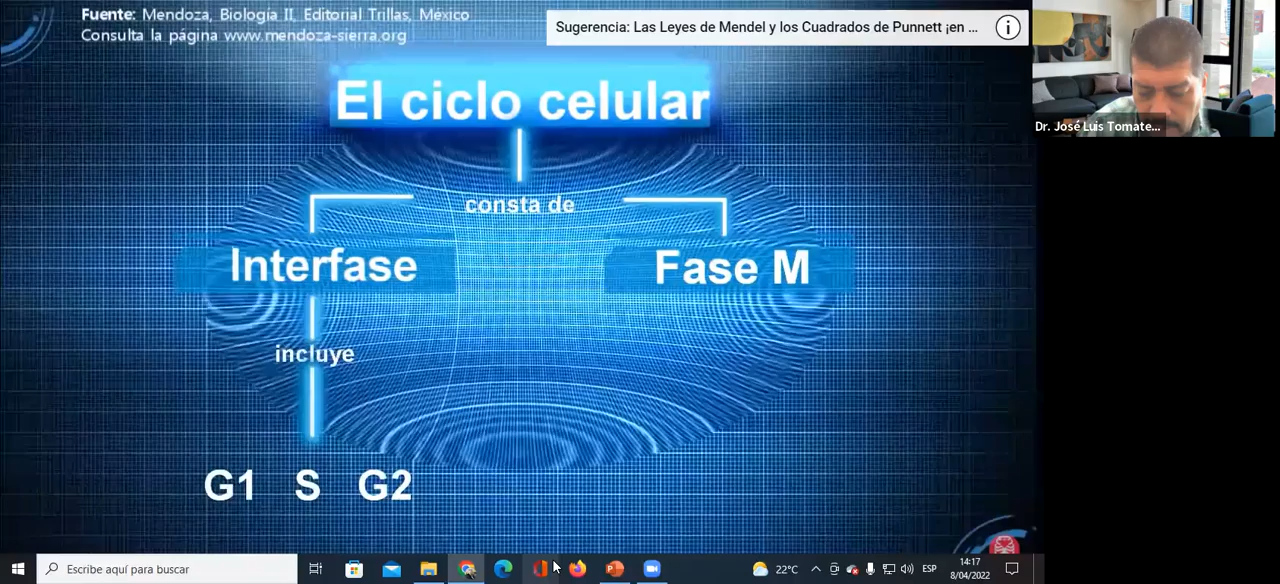 Fuente: Mendoza, Biología II, Editorial Trillas, México
Consulta la página www.mendoza-sierra.org
Sugerencia: Las Leyes de Mendel y los Cuadrados de Punnett ¡en ...
El ciclo celular
Dr. José Luis Tomate...
consta de
Interfase Fase M
incluye
G1 S G2
Escribe aquí para buscar
22°C
ESP
14:17
8/04/2022